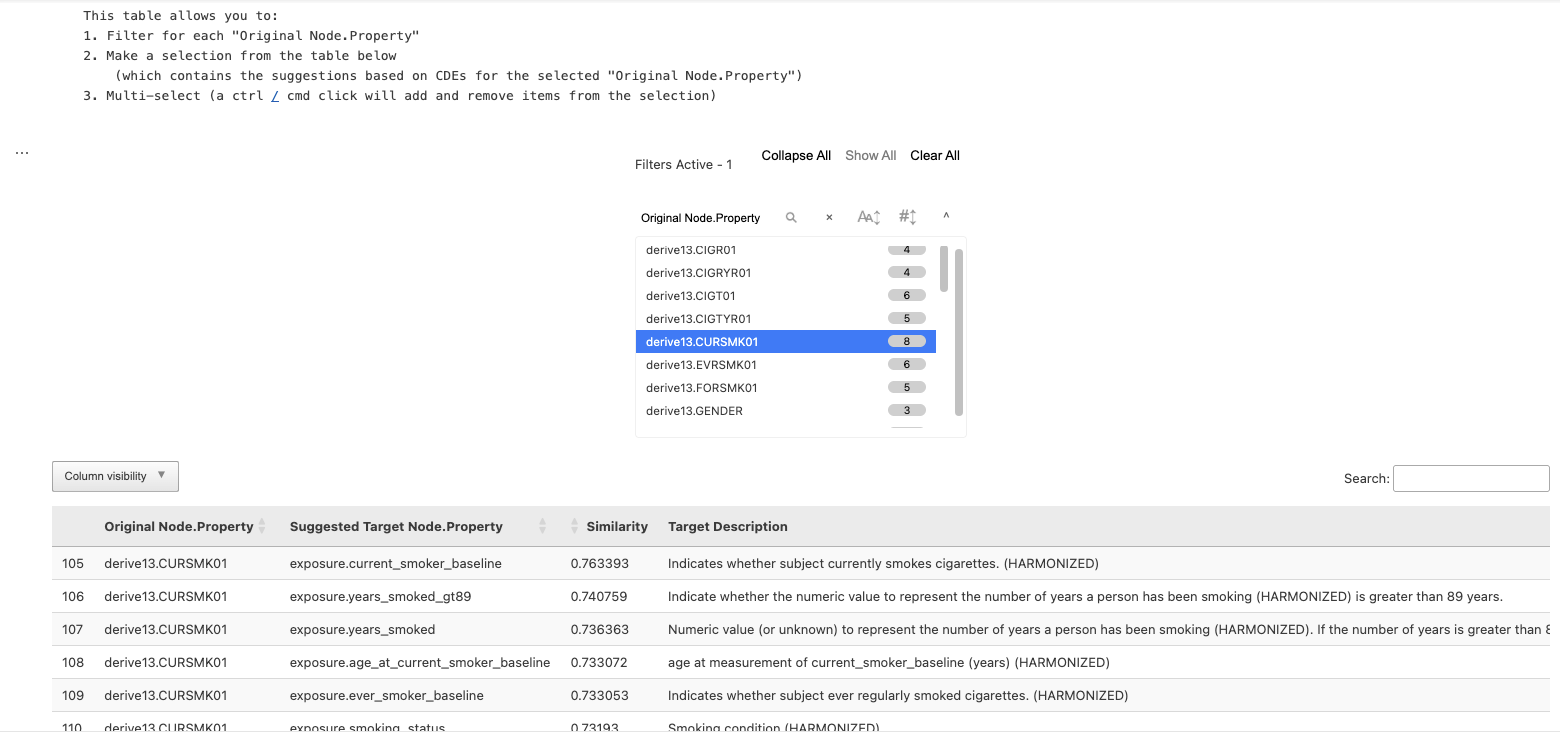 This table allows you to:
1. Filter for each "Original Node.Property"
2. Make a selection from the table below
(which contains the suggestions based on CDEs for the selected "Original Node.Property")
3. Multi-select (a ctrl / cmd click will add and remove items from the selection)
...
Filters Active - 1 Collapse All Show All Clear All
Original Node.Property × AA #
derive13.CIGR01 4
derive13.CIGRYR01 4
derive13.CIGT01 6
derive13.CIGTYR01 5
derive13.CURSMK01 8
derive13.EVRSMK01 6
derive13.FORSMK01 5
derive13.GENDER 3
Column visibility ▼ Search:
Original Node.Property Suggested Target Node.Property Similarity Target Description
105 derive13.CURSMK01 exposure.current_smoker_baseline 0.763393 Indicates whether subject currently smokes cigarettes. (HARMONIZED)
106 derive13.CURSMK01 exposure.years_smoked_gt89 0.740759 Indicate whether the numeric value to represent the number of years a person has been smoking (HARMONIZED) is greater than 89 years.
107 derive13.CURSMK01 exposure.years_smoked 0.736363 Numeric value (or unknown) to represent the number of years a person has been smoking (HARMONIZED). If the number of years is greater than
108 derive13.CURSMK01 exposure.age_at_current_smoker_baseline 0.733072 age at measurement of current_smoker_baseline (years) (HARMONIZED)
109 derive13.CURSMK01 exposure.ever_smoker_baseline 0.733053 Indicates whether subject ever regularly smoked cigarettes. (HARMONIZED)
110 derive13.CURSMK01 exposure.smoking_status 0.73193 Smoking condition (HARMONIZED)